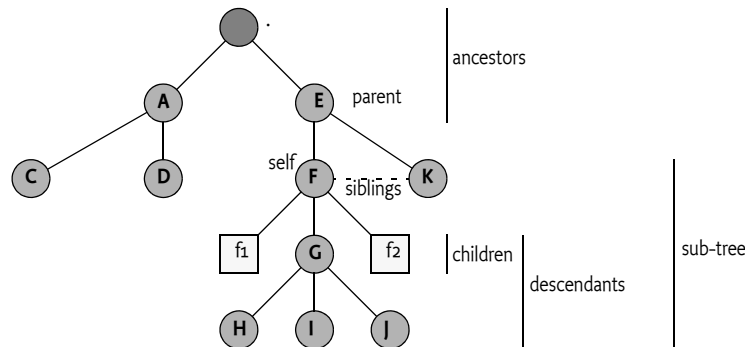 .
ancestors
A
E
parent
self
C
D
F
siblings
K
f1
G
f2
children
sub-tree
descendants
H
I
J